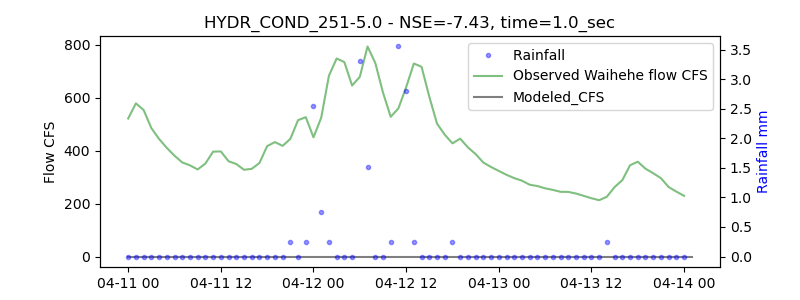 HYDR_COND_251-5.0 - NSE=-7.43, time=1.0_sec
Rainfall
Observed Waihehe flow CFS
Modeled_CFS
Flow CFS
800
600
400
200
0
Rainfall mm
3.5
3.0
2.5
2.0
1.5
1.0
0.5
0.0
04-11 00 04-11 12 04-12 00 04-12 12 04-13 00 04-13 12 04-14 00